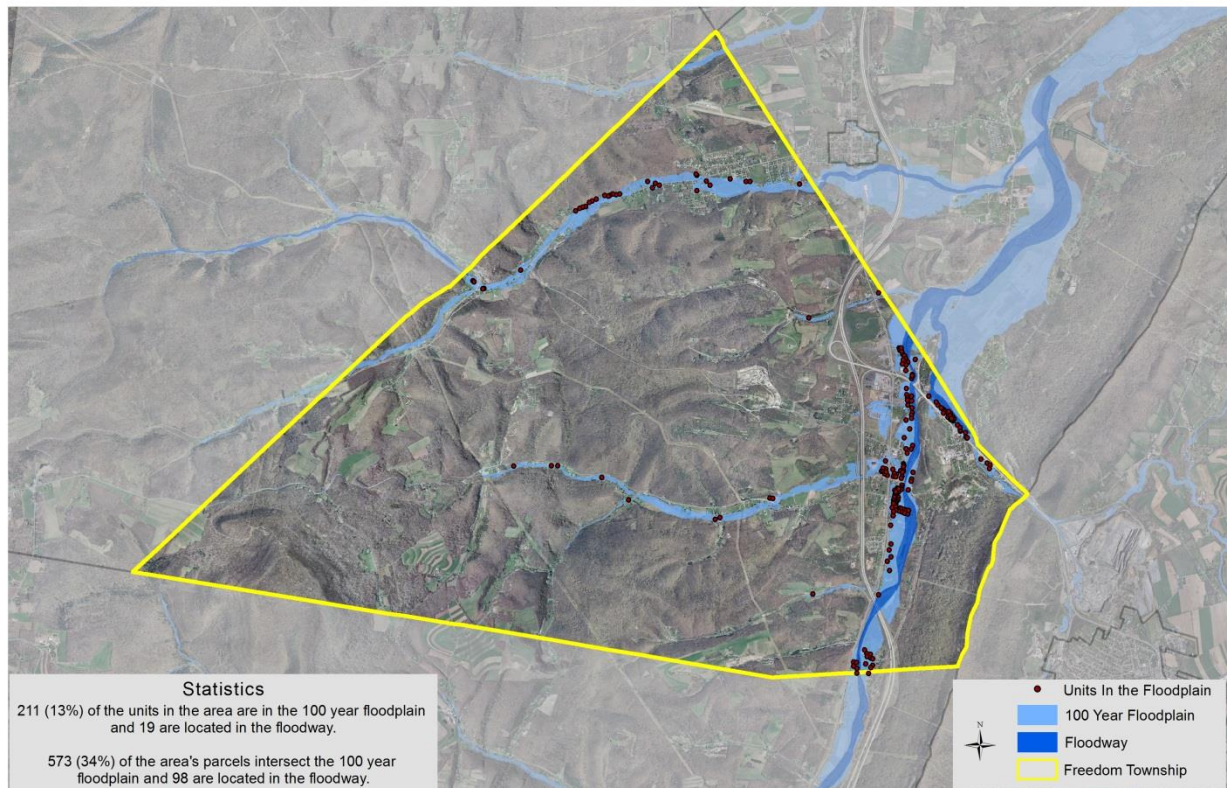 Statistics
211 (13%) of the units in the area are in the 100 year floodplain
and 19 are located in the floodway.
573 (34%) of the area's parcels intersect the 100 year
floodplain and 98 are located in the floodway.
N
Units In the Floodplain
100 Year Floodplain
Floodway
Freedom Township